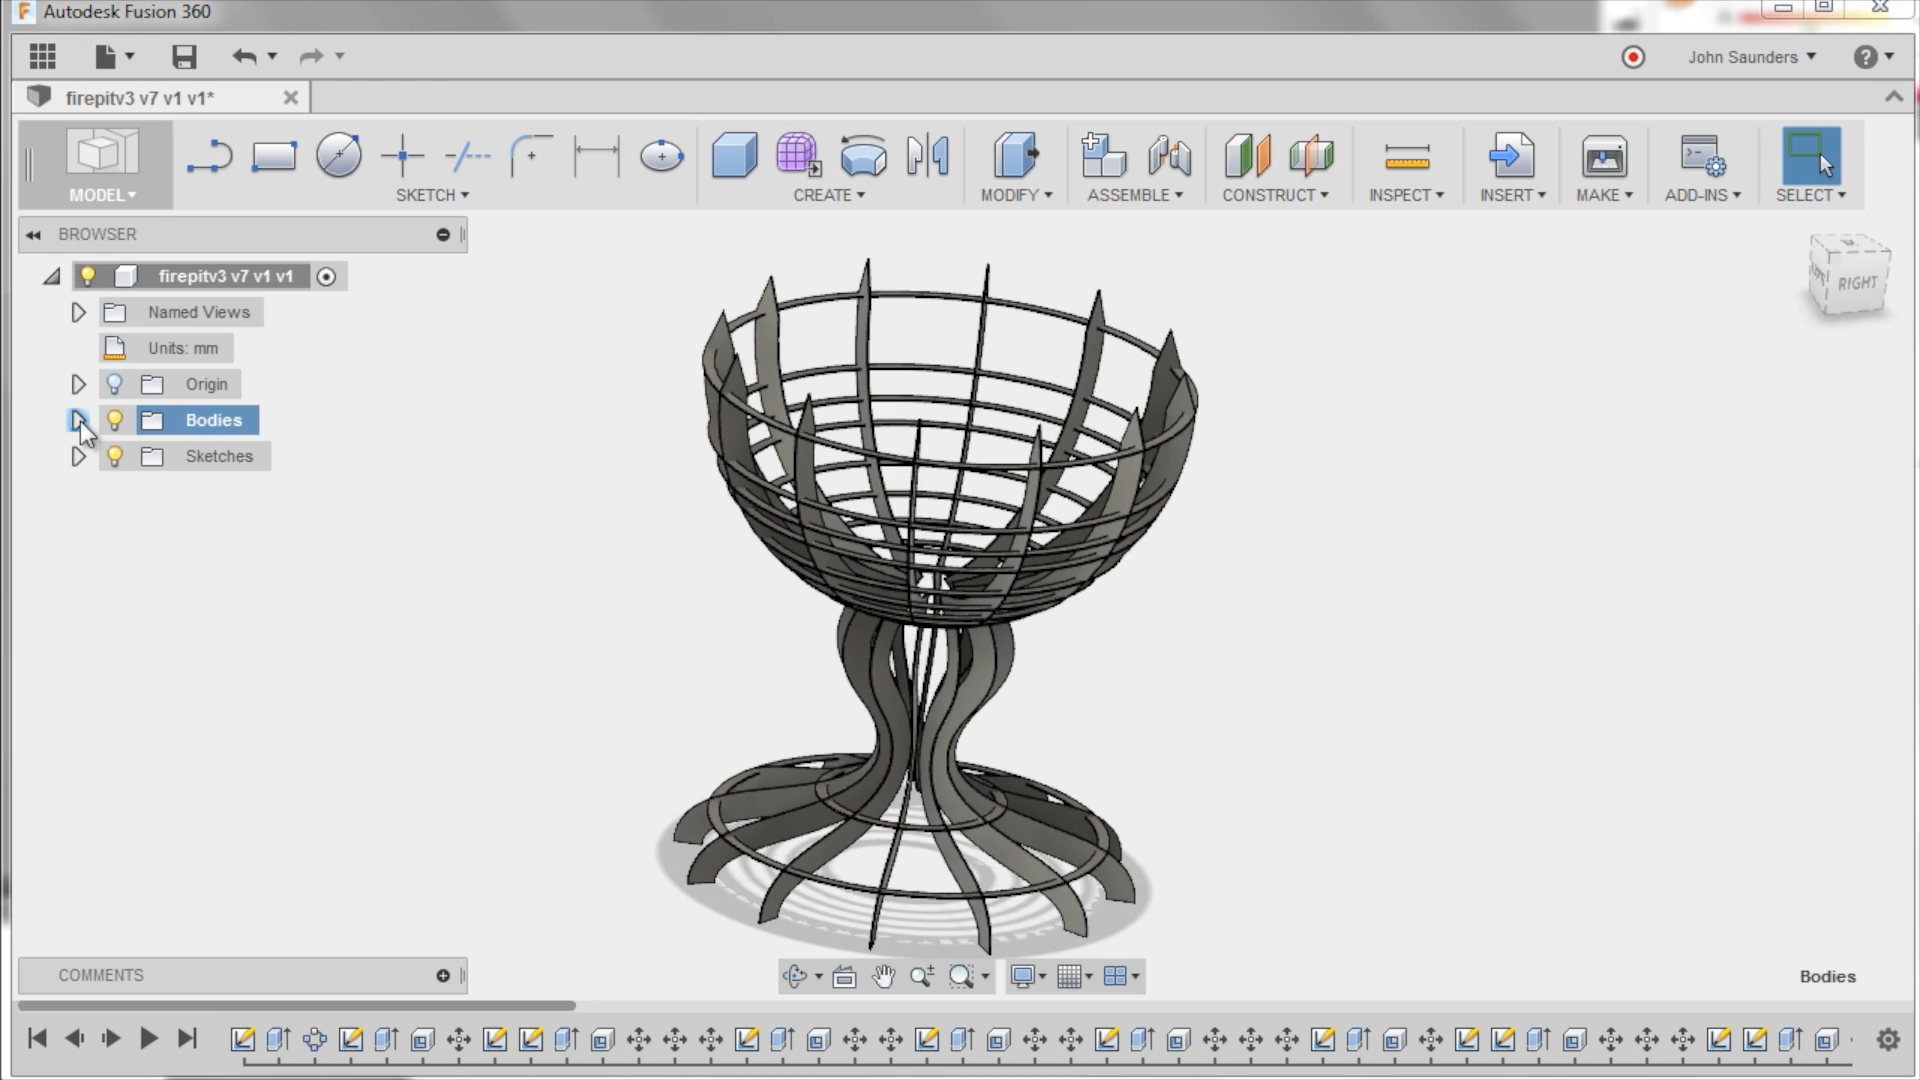 Autodesk Fusion 360
John Saunders
firepitv3 v7 v1 v1*
MODEL
SKETCH
CREATE
MODIFY
ASSEMBLE
CONSTRUCT
INSPECT
INSERT
MAKE
ADD-INS
SELECT
BROWSER
firepitv3 v7 v1 v1
Named Views
Units: mm
Origin
Bodies
Sketches
RIGHT
COMMENTS
Bodies